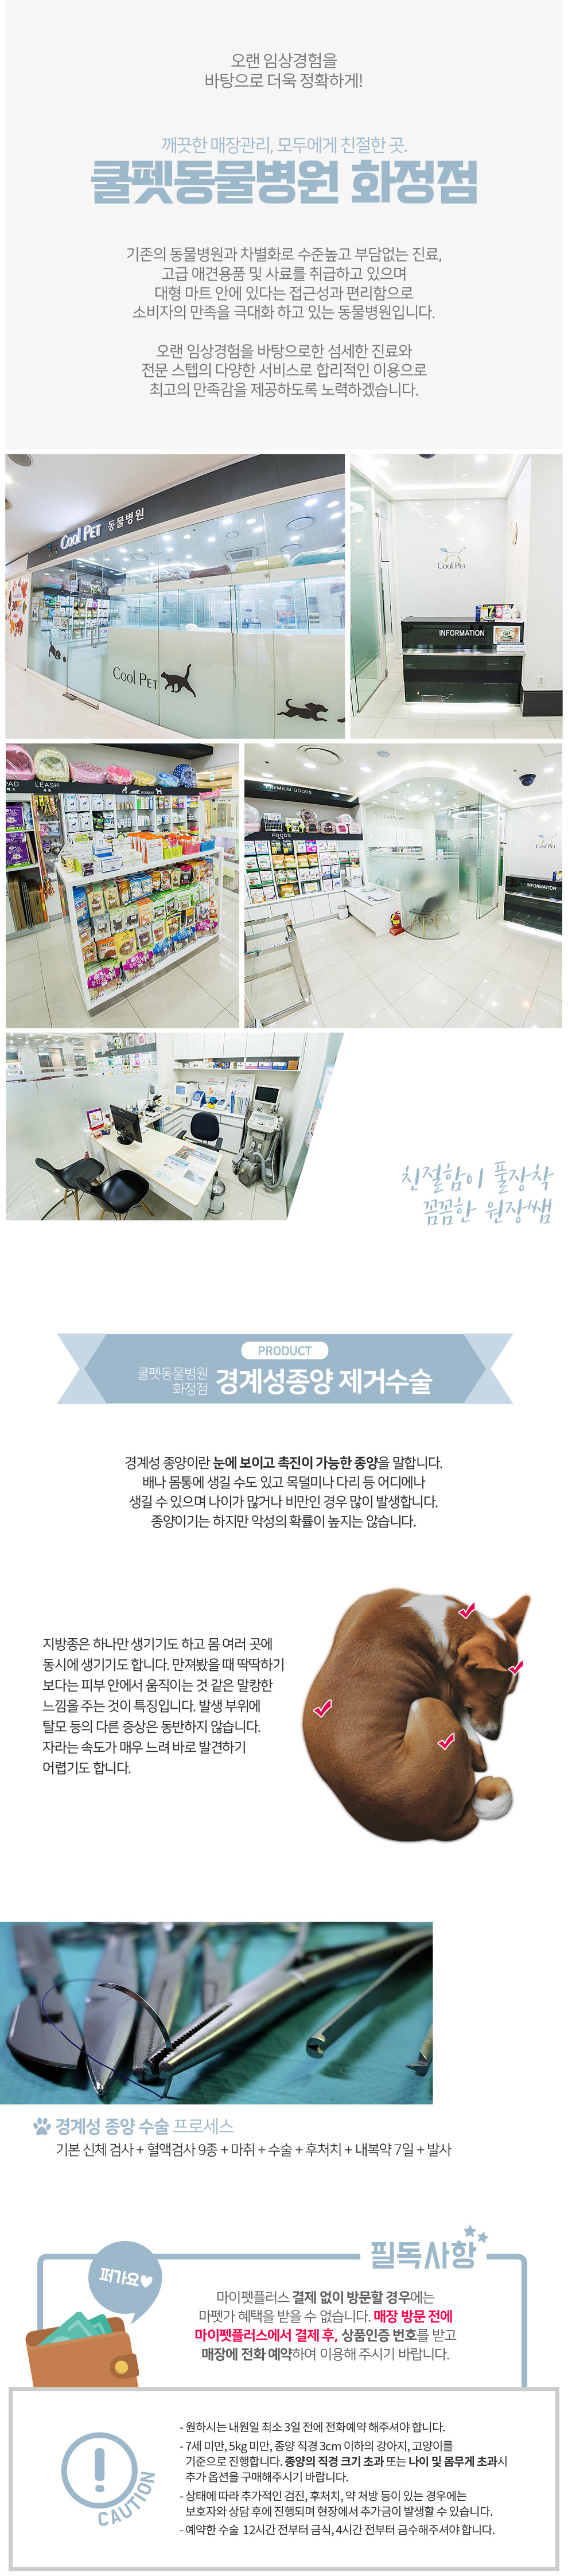 오랜 임상경험을
바탕으로 더욱 정확하게!
깨끗한 매장관리, 모두에게 친절한 곳.
쿨펫동물병원 화정점
기존의 동물병원과 차별화로 수준높고 부담없는 진료,
고급 애견용품 및 사료를 취급하고 있으며
대형 마트 안에 있다는 접근성과 편리함으로
소비자의 만족을 극대화 하고 있는 동물병원입니다.
오랜 임상경험을 바탕으로한 섬세한 진료와
전문 스텝의 다양한 서비스로 합리적인 이용으로
최고의 만족감을 제공하도록 노력하겠습니다.
Cool PET 동물병원
Cool PET
Cool PET
INFORMATION
PAD LEASH
PREMIUM GOODS
FOODS
Cool PET
INFORMATION
친절함이 풀장착
꼼꼼한 원장쌤
PRODUCT
쿨펫동물병원
화정점
경계성종양 제거수술
경계성 종양이란 눈에 보이고 촉진이 가능한 종양을 말합니다.
배나 몸통에 생길 수도 있고 목덜미나 다리 등 어디에나
생길 수 있으며 나이가 많거나 비만인 경우 많이 발생합니다.
종양이기는 하지만 악성의 확률이 높지는 않습니다.
지방종은 하나만 생기기도 하고 몸 여러 곳에
동시에 생기기도 합니다. 만져봤을 때 딱딱하기
보다는 피부 안에서 움직이는 것 같은 말캉한
느낌을 주는 것이 특징입니다. 발생 부위에
탈모 등의 다른 증상은 동반하지 않습니다.
자라는 속도가 매우 느려 바로 발견하기
어렵기도 합니다.
경계성 종양 수술 프로세스
기본 신체 검사 + 혈액검사 9종 + 마취 + 수술 + 후처치 + 내복약 7일 + 발사
필독사항
퍼가요♥
마이펫플러스 결제 없이 방문할 경우에는
마펫가 혜택을 받을 수 없습니다. 매장 방문 전에
마이펫플러스에서 결제 후, 상품인증 번호를 받고
매장에 전화 예약하여 이용해 주시기 바랍니다.
- 원하시는 내원일 최소 3일 전에 전화예약 해주셔야 합니다.
- 7세 미만, 5kg 미만, 종양 직경 3cm 이하의 강아지, 고양이를
기준으로 진행합니다. 종양의 직경 크기 초과 또는 나이 및 몸무게 초과시
추가 옵션을 구매해주시기 바랍니다.
- 상태에 따라 추가적인 검진, 후처치, 약 처방 등이 있는 경우에는
보호자와 상담 후에 진행되며 현장에서 추가금이 발생할 수 있습니다.
- 예약한 수술 12시간 전부터 금식, 4시간 전부터 금수해주셔야 합니다.
CAUTION